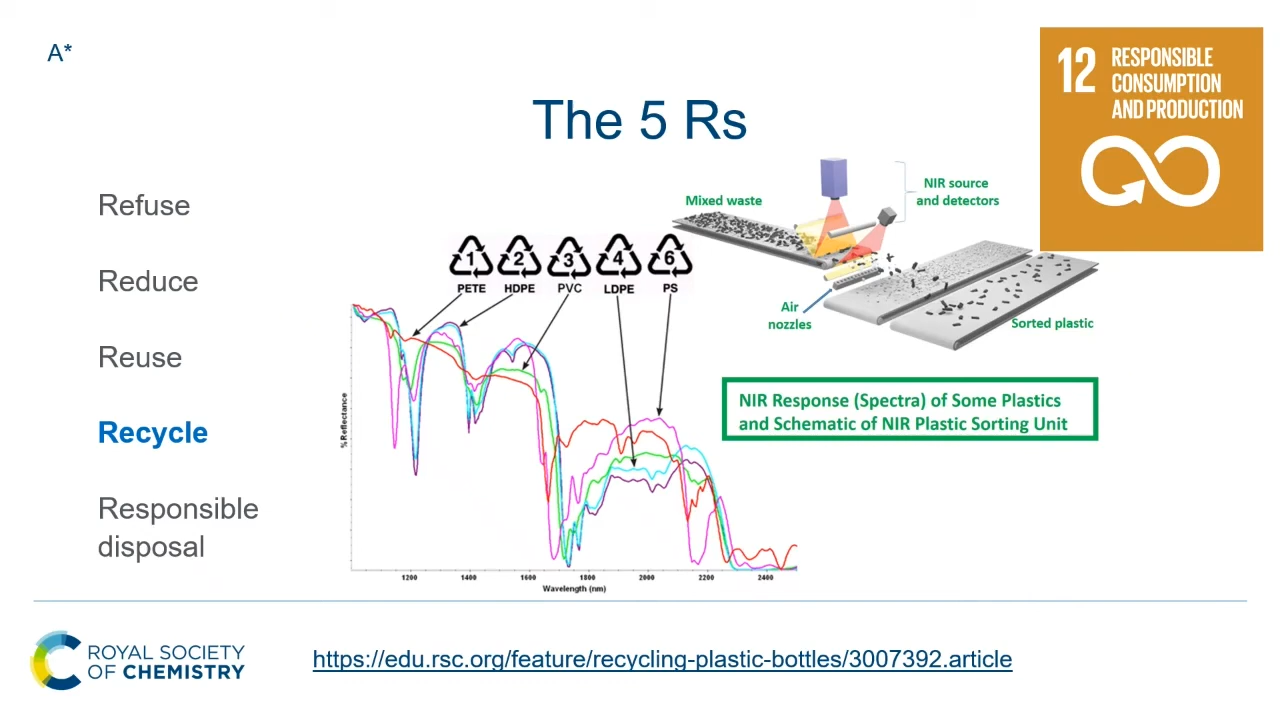 A*
12 RESPONSIBLE
CONSUMPTION
AND PRODUCTION
The 5 Rs
Refuse
Reduce
Reuse
Recycle
Responsible
disposal
Mixed waste
NIR source
and detectors
Air
nozzles
Sorted plastic
1 2 3 4 6
PETE HDPE PVC LDPE PS
% Reflectance
1200 1400 1600 1800 2000 2200 2400
Wavelength (nm)
NIR Response (Spectra) of Some Plastics
and Schematic of NIR Plastic Sorting Unit
ROYAL SOCIETY
OF CHEMISTRY
https://edu.rsc.org/feature/recycling-plastic-bottles/3007392.article